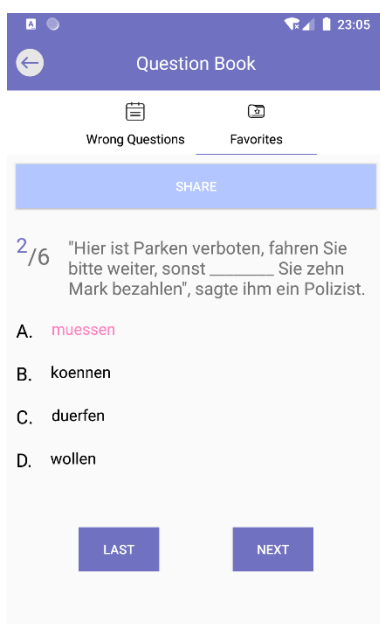 A 23:05
Question Book
Wrong Questions Favorites
SHARE
2/6 "Hier ist Parken verboten, fahren Sie
bitte weiter, sonst _______ Sie zehn
Mark bezahlen", sagte ihm ein Polizist.
A. muessen
B. koennen
C. duerfen
D. wollen
LAST NEXT